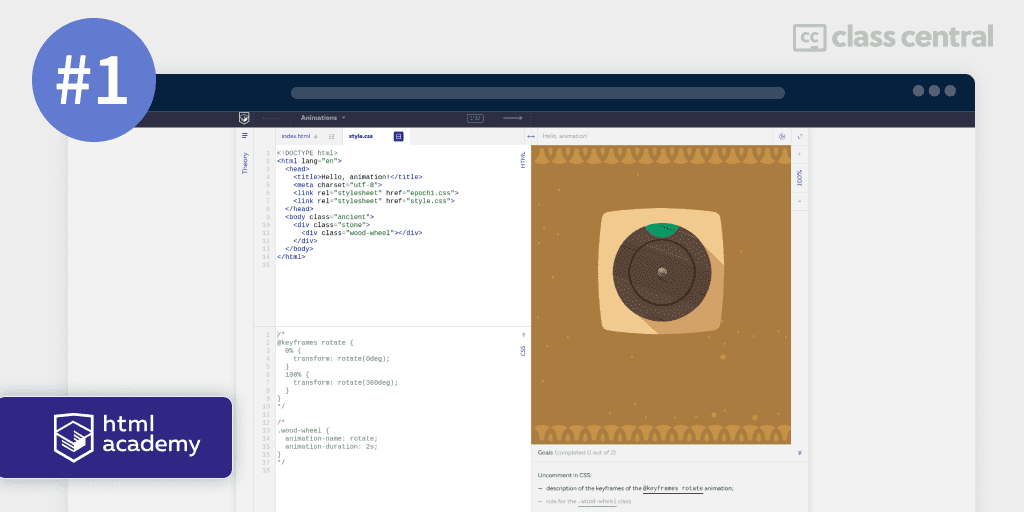 #1
cc class central
Animations
1/32
index.html
style.css
Hello, animation!
Theory
HTML
100%
1 <!DOCTYPE html>
2 <html lang="en">
3 <head>
4 <title>Hello, animation!</title>
5 <meta charset="utf-8">
6 <link rel="stylesheet" href="epoch1.css">
7 <link rel="stylesheet" href="style.css">
8 </head>
9 <body class="ancient">
10 <div class="stone">
11 <div class="wood-wheel"></div>
12 </div>
13 </body>
14 </html>
15
CSS
1 /*
2 @keyframes rotate {
3 0% {
4 transform: rotate(0deg);
5 }
6 100% {
7 transform: rotate(360deg);
8 }
9 }
10 */
11
12 /*
13 .wood-wheel {
14 animation-name: rotate;
15 animation-duration: 2s;
16 }
17 */
18
html
academy
Goals (completed 0 out of 2)
Uncomment in CSS:
— description of the keyframes of the @keyframes rotate animation;
— rule for the .wood-wheel class.